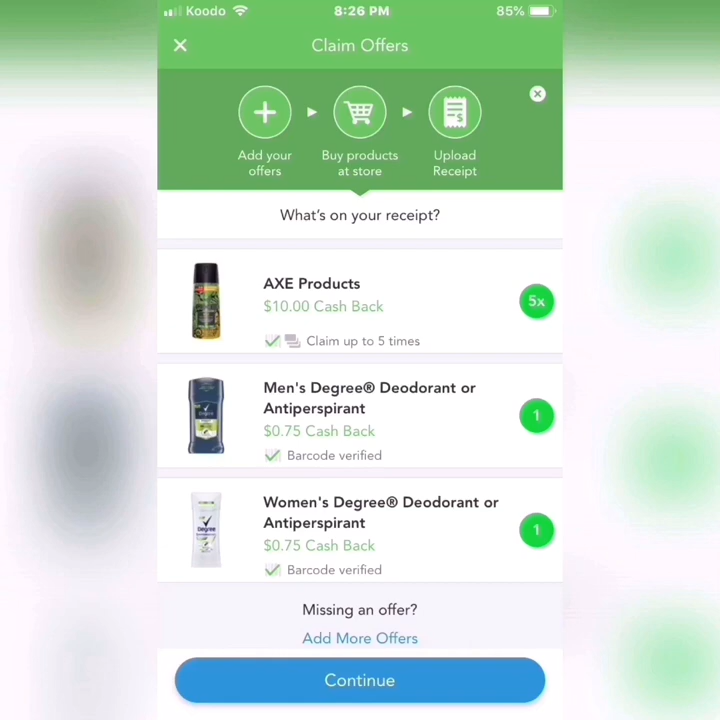 Koodo 8:26 PM 85%
Claim Offers
Add your offers
Buy products at store
Upload Receipt
What's on your receipt?
AXE Products
$10.00 Cash Back
5x
Claim up to 5 times
Men's Degree® Deodorant or
Antiperspirant
$0.75 Cash Back
1
Barcode verified
Women's Degree® Deodorant or
Antiperspirant
$0.75 Cash Back
1
Barcode verified
Degree
Missing an offer?
Add More Offers
Continue